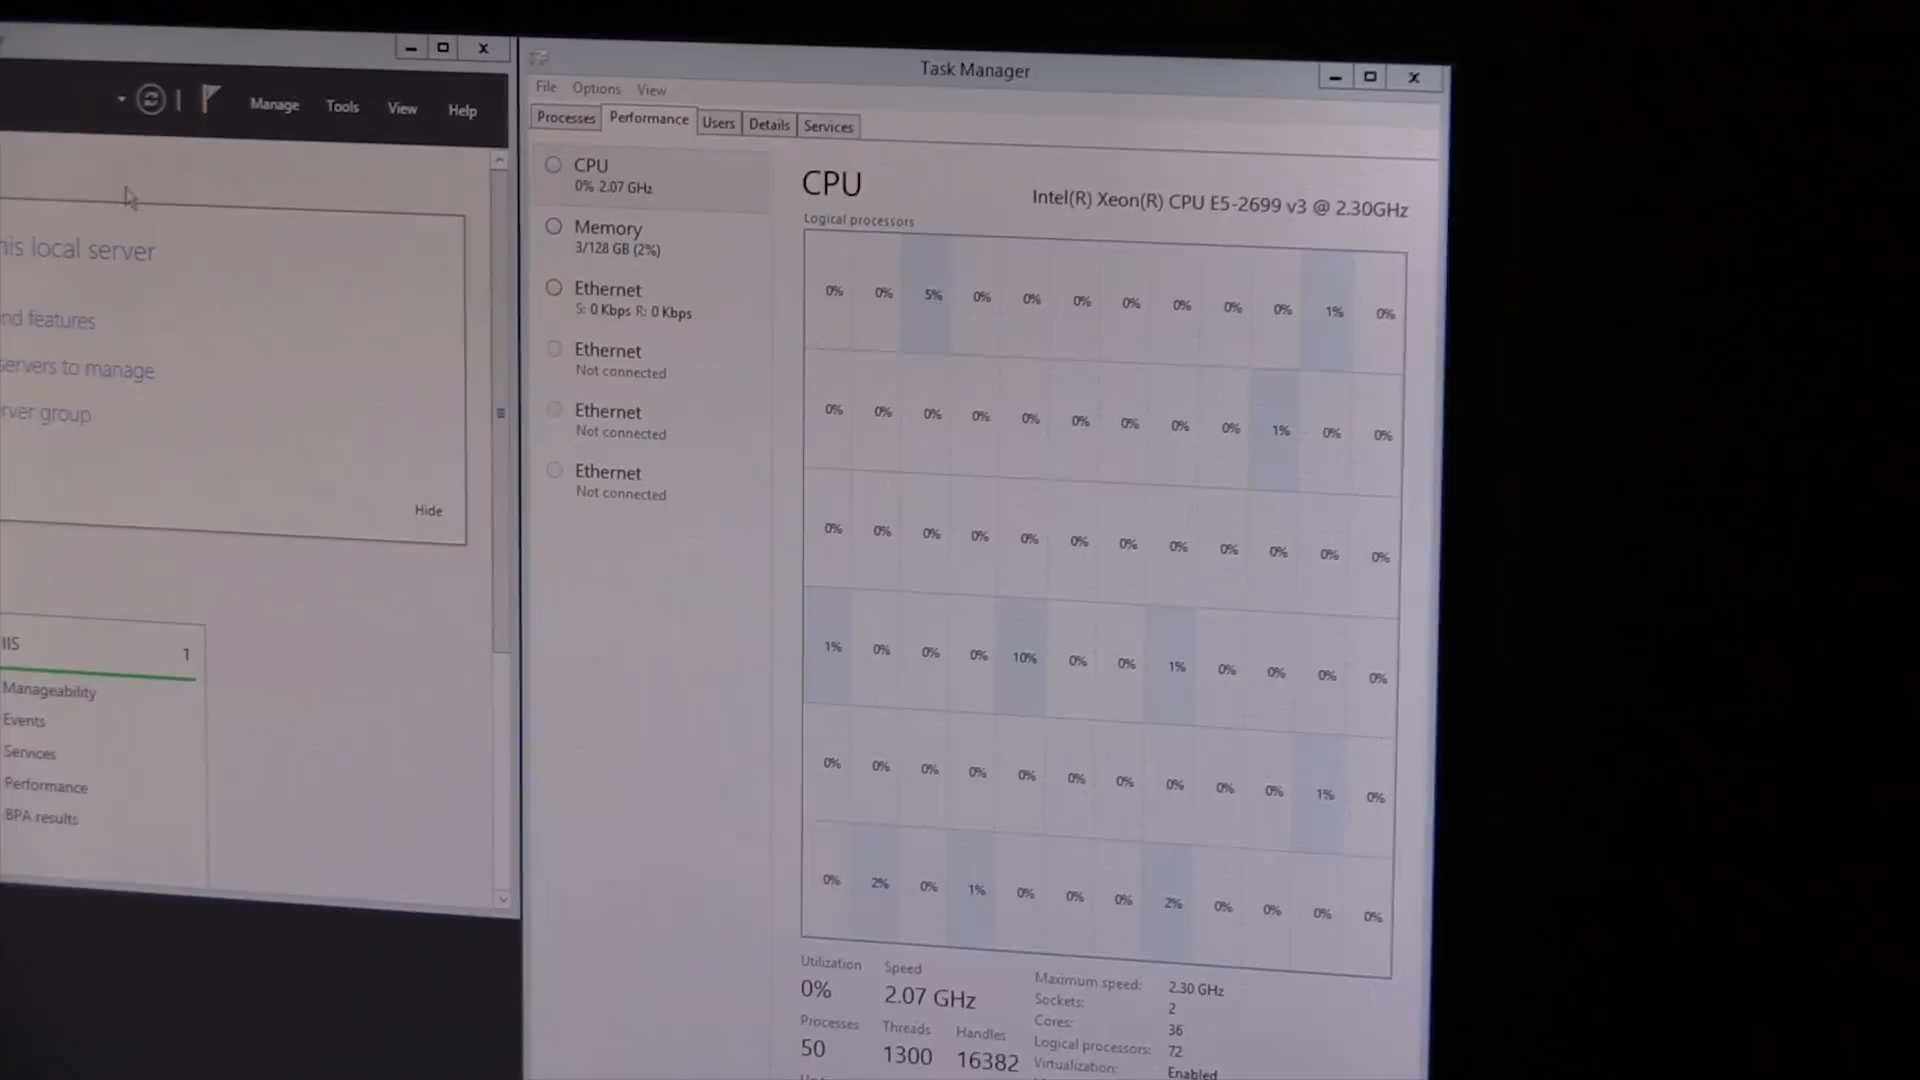 Manage Tools View Help
his local server
nd features
servers to manage
rver group
Hide
IIS 1
Manageability
Events
Services
Performance
BPA results
Task Manager
File Options View
Processes Performance Users Details Services
CPU
0% 2.07 GHz
Memory
3/128 GB (2%)
Ethernet
S: 0 Kbps R: 0 Kbps
Ethernet
Not connected
Ethernet
Not connected
Ethernet
Not connected
CPU Intel(R) Xeon(R) CPU E5-2699 v3 @ 2.30GHz
Logical processors
0% 0% 5% 0% 0% 0% 0% 0% 0% 0% 1% 0%
0% 0% 0% 0% 0% 0% 0% 0% 0% 1% 0% 0%
0% 0% 0% 0% 0% 0% 0% 0% 0% 0% 0% 0%
1% 0% 0% 0% 10% 0% 0% 1% 0% 0% 0% 0%
0% 0% 0% 0% 0% 0% 0% 0% 0% 0% 1% 0%
0% 2% 0% 1% 0% 0% 0% 2% 0% 0% 0% 0%
Utilization Speed
0% 2.07 GHz
Processes Threads Handles
50 1300 16382
Maximum speed: 2.30 GHz
Sockets: 2
Cores: 36
Logical processors: 72
Virtualization: Enabled